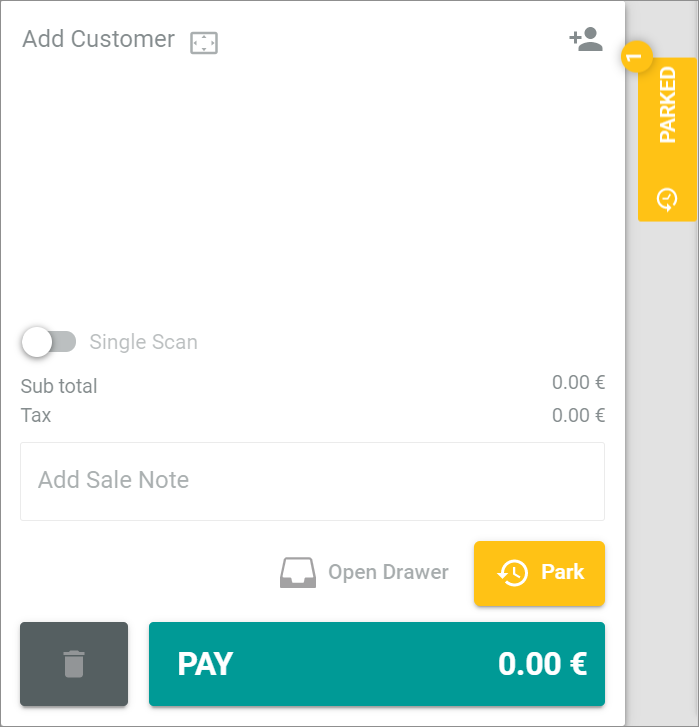 Add Customer
1
PARKED
Single Scan
Sub total 0.00 €
Tax 0.00 €
Add Sale Note
Open Drawer Park
PAY 0.00 €